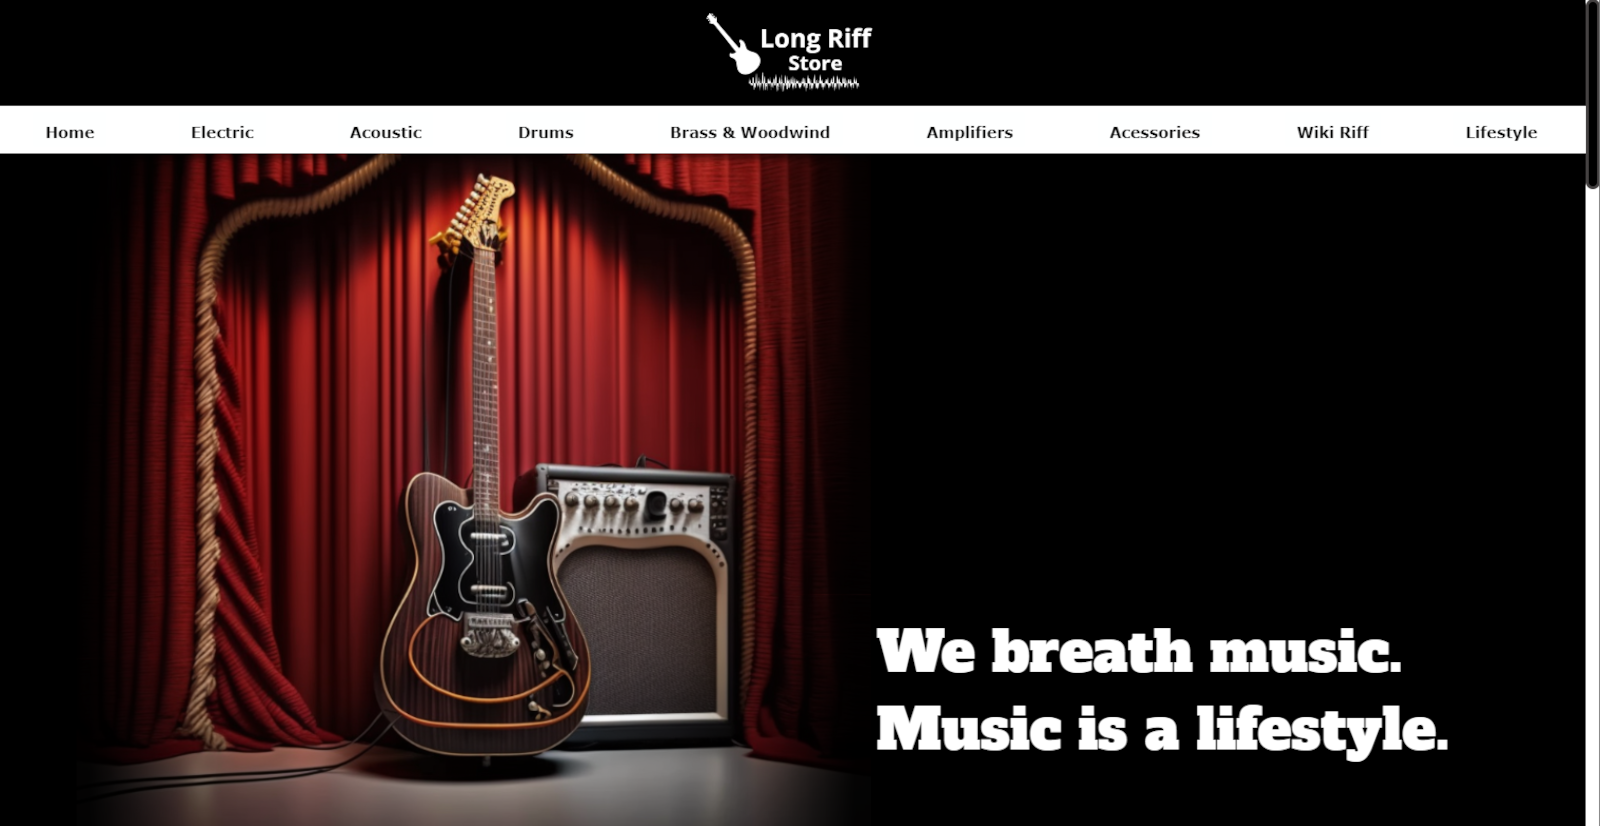 Long Riff
Store
Home Electric Acoustic Drums Brass & Woodwind Amplifiers Acessories Wiki Riff Lifestyle
We breath music.
Music is a lifestyle.